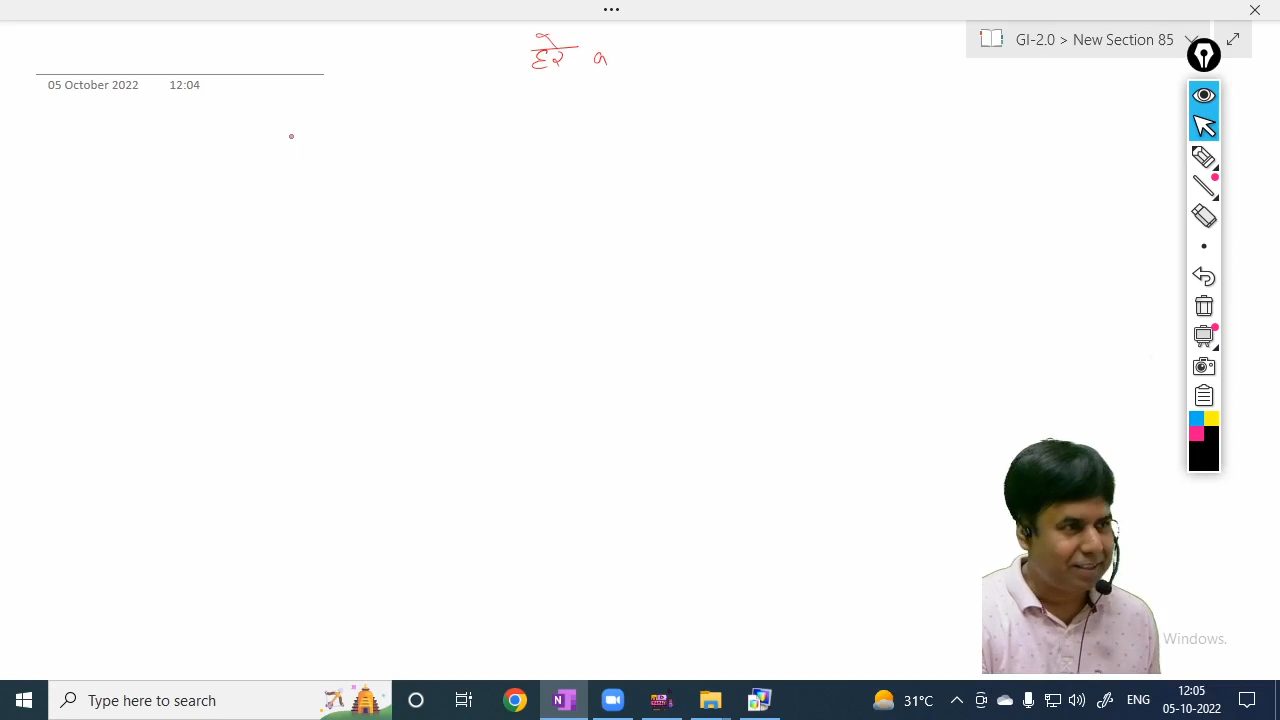 GI-2.0 > New Section 85
05 October 2022 12:04
Windows.
Type here to search
31°C
ENG
12:05
05-10-2022